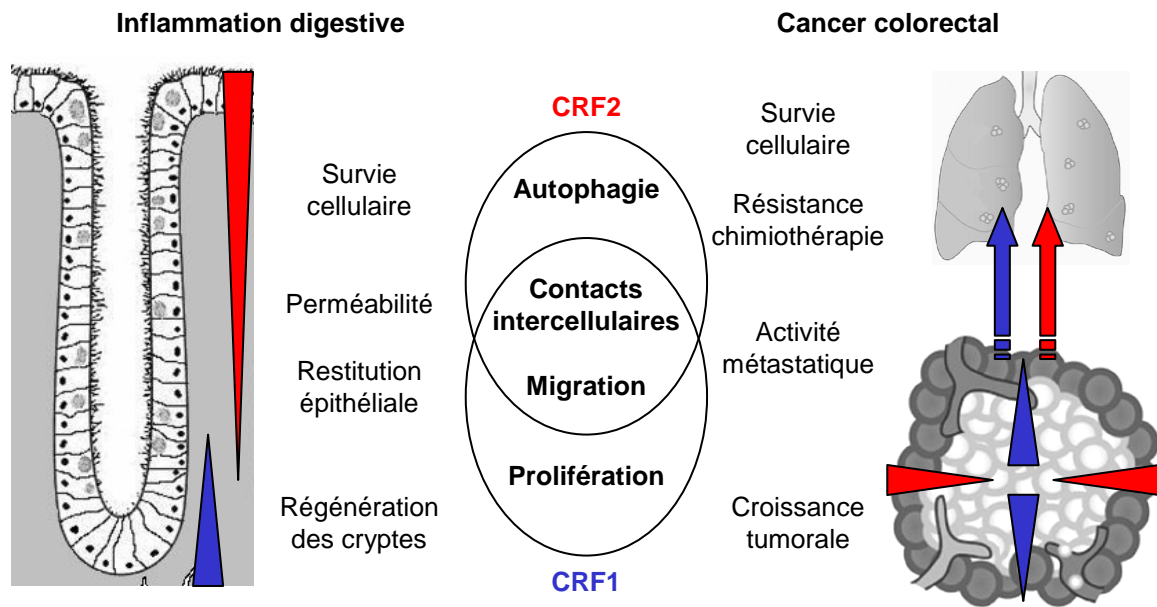 Inflammation digestive
Cancer colorectal
CRF2
Survie
cellulaire
Perméabilité
Restitution
épithéliale
Régénération
des cryptes
Autophagie
Contacts
intercellulaires
Migration
Prolifération
CRF1
Survie
cellulaire
Résistance
chimiothérapie
Activité
métastatique
Croissance
tumorale